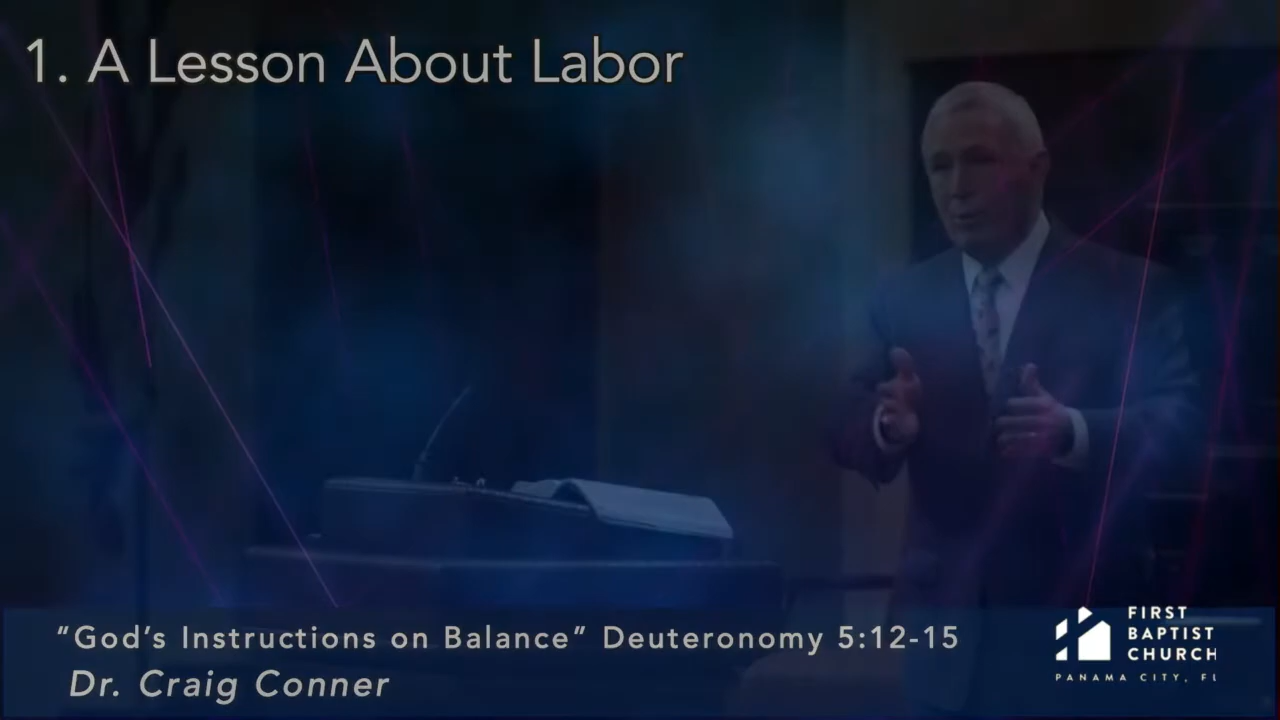 1. A Lesson About Labor
“God’s Instructions on Balance” Deuteronomy 5:12-15
Dr. Craig Conner
FIRST
BAPTIST
CHURCH
PANAMA CITY, FL